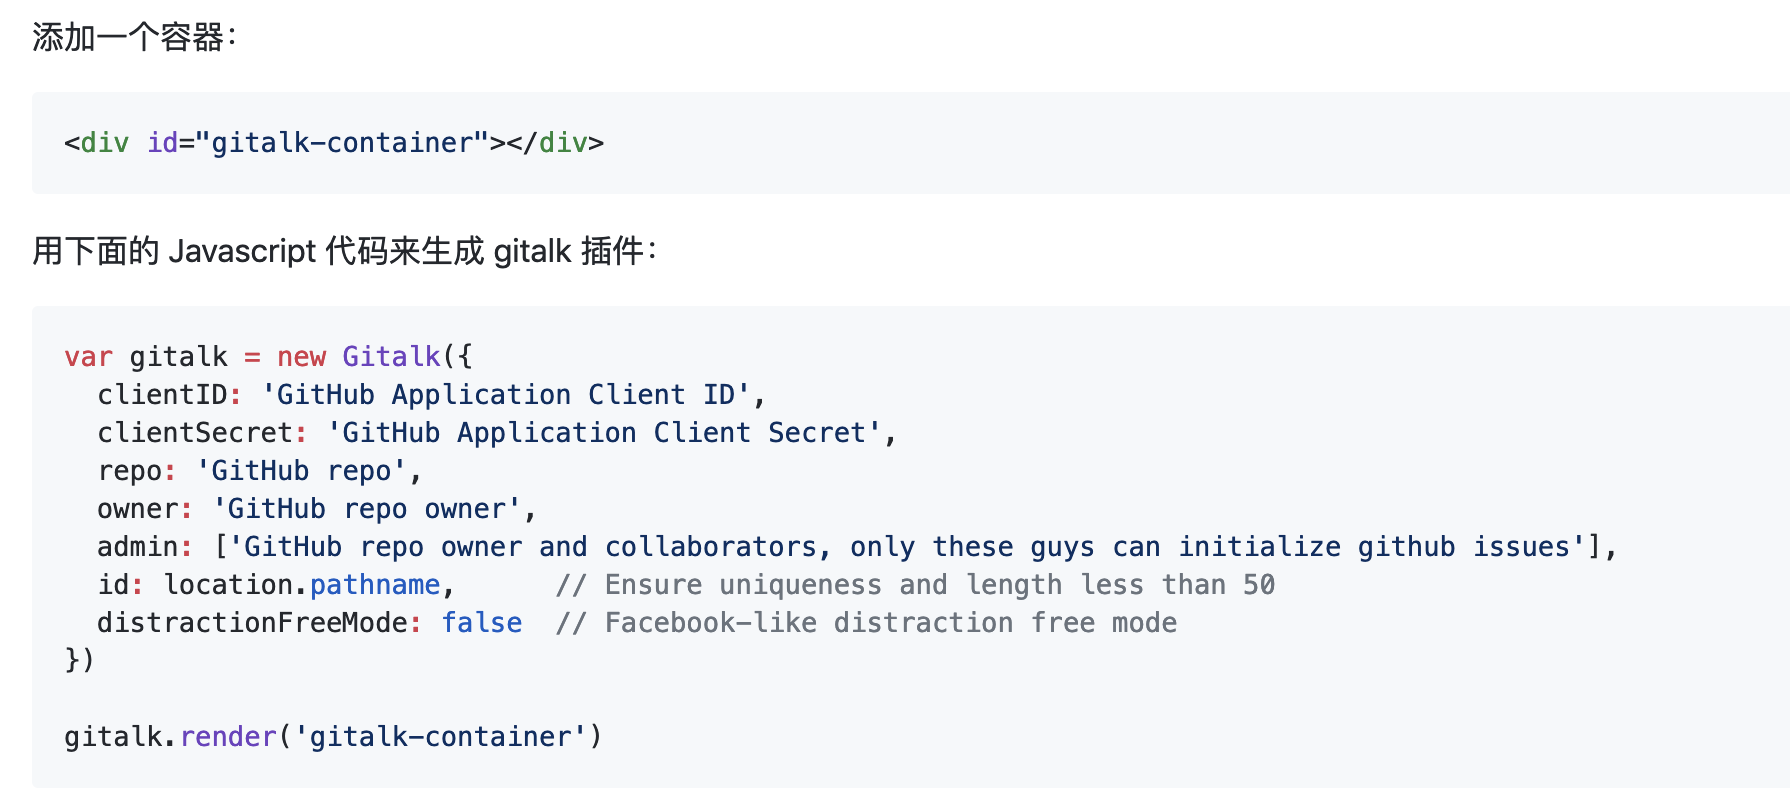 添加一个容器：
<div id="gitalk-container"></div>
用下面的 Javascript 代码来生成 gitalk 插件：
var gitalk = new Gitalk({
  clientID: 'GitHub Application Client ID',
  clientSecret: 'GitHub Application Client Secret',
  repo: 'GitHub repo',
  owner: 'GitHub repo owner',
  admin: ['GitHub repo owner and collaborators, only these guys can initialize github issues'],
  id: location.pathname,      // Ensure uniqueness and length less than 50
  distractionFreeMode: false  // Facebook-like distraction free mode
})
gitalk.render('gitalk-container')